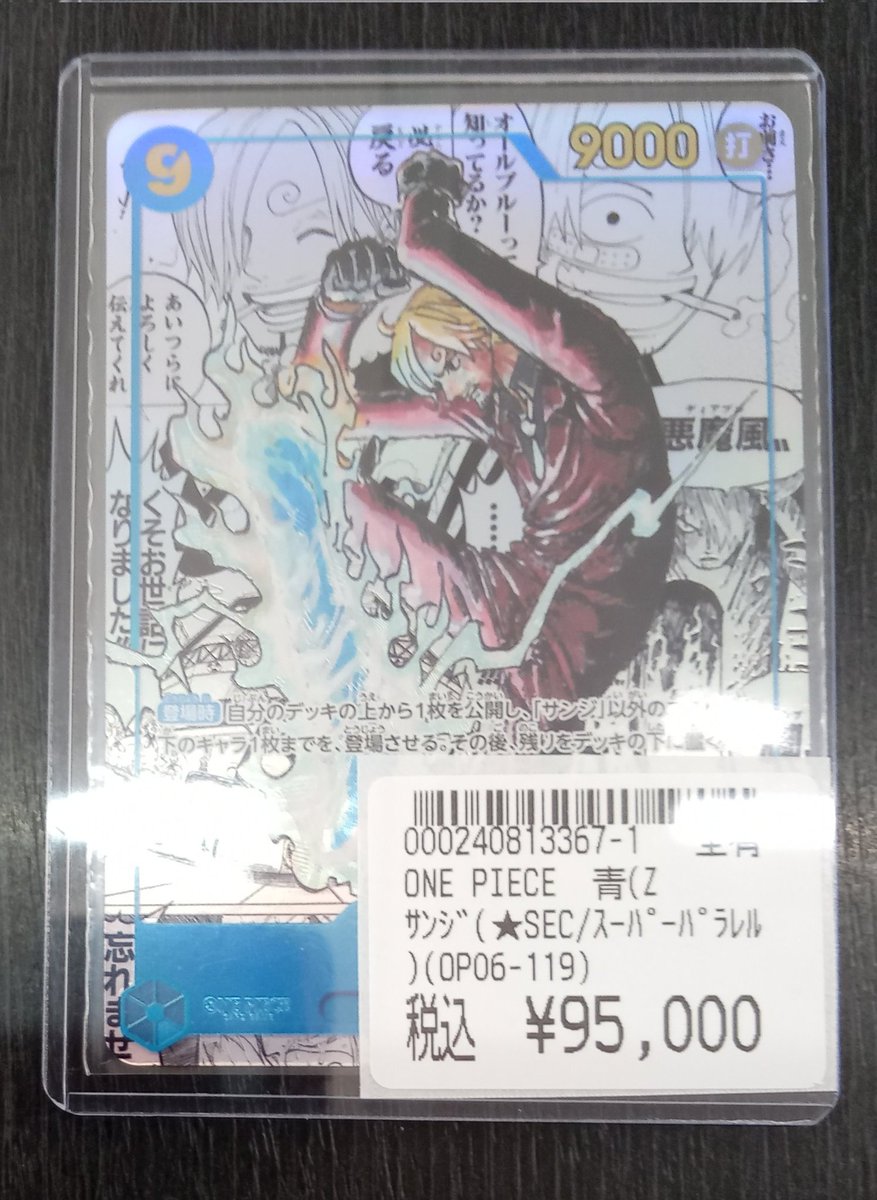 9
9000
打
オールブルーって
知ってるか?
戻る
あいつらに
よろしく
伝えてくれ
悪魔風
くそお世話に
なりました
登場時 自分のデッキの上から1枚を公開し、「サンジ」以外の
下のキャラ1枚までを、登場させる。その後、残りをデッキの下に置く
忘れませ
000240813367-1
ONE PIECE 青(Z
サンジ(★SEC/スーパーパラレル
)(OP06-119)
税込 ¥95,000